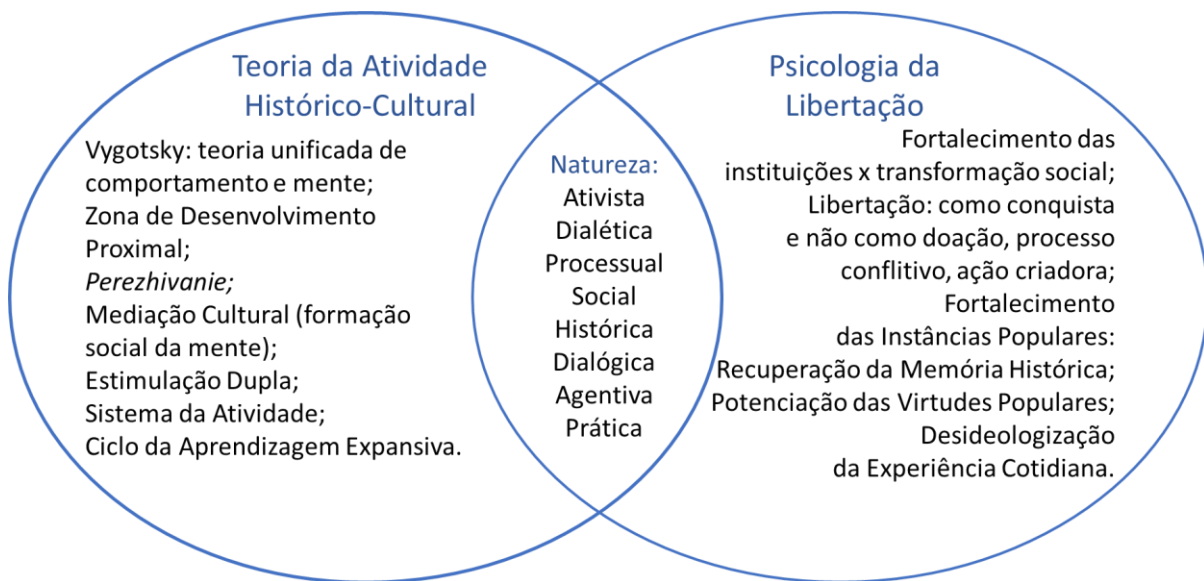 Teoria da Atividade
Histórico-Cultural
Vygotsky: teoria unificada de
comportamento e mente;
Zona de Desenvolvimento
Proximal;
Perezhivanie;
Mediação Cultural (formação
social da mente);
Estimulação Dupla;
Sistema da Atividade;
Ciclo da Aprendizagem Expansiva.
Natureza:
Ativista
Dialética
Processual
Social
Histórica
Dialógica
Agentiva
Prática
Psicologia da
Libertação
Fortalecimento das
instituições x transformação social;
Libertação: como conquista
e não como doação, processo
conflitivo, ação criadora;
Fortalecimento
das Instâncias Populares:
Recuperação da Memória Histórica;
Potenciação das Virtudes Populares;
Desideologização
da Experiência Cotidiana.